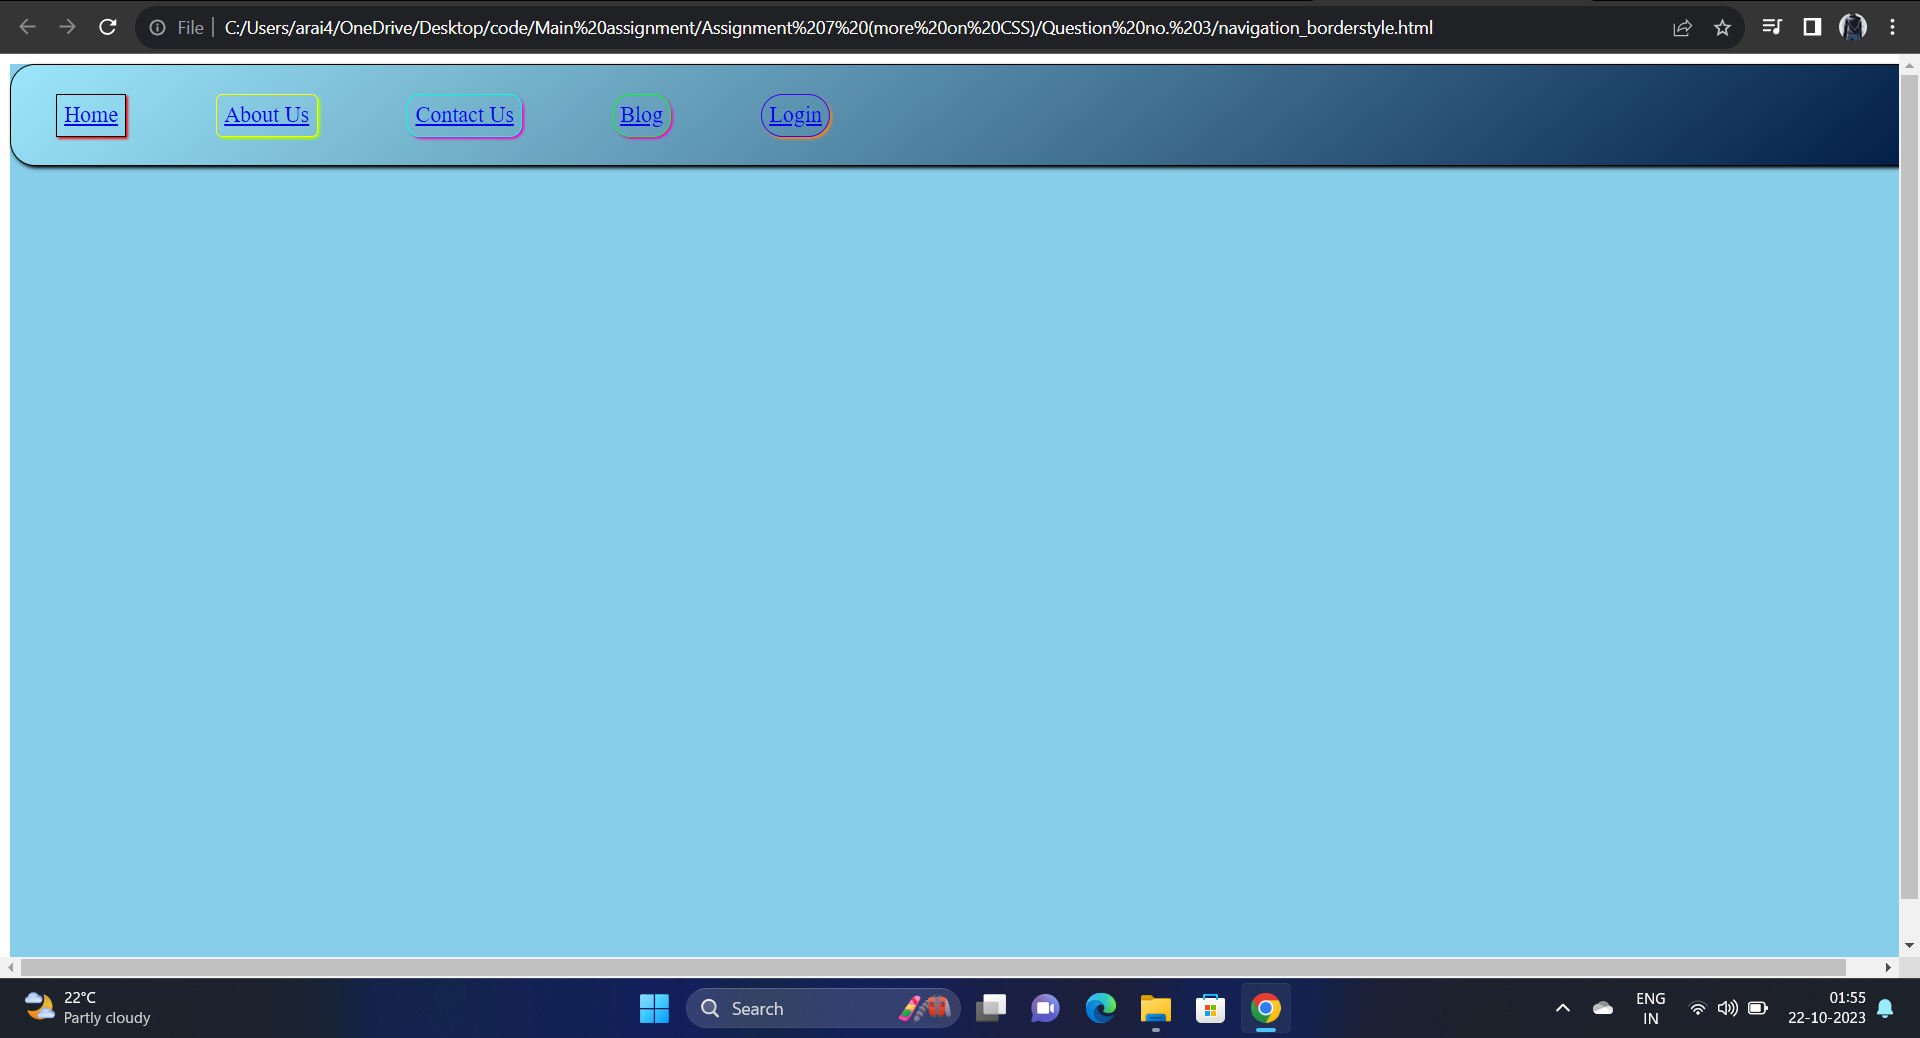 File
C:/Users/arai4/OneDrive/Desktop/code/Main%20assignment/Assignment%207%20(more%20on%20CSS)/Question%20no.%203/navigation_borderstyle.html
Home About Us Contact Us Blog Login
22°C
Partly cloudy
Search
ENG
IN
01:55
22-10-2023